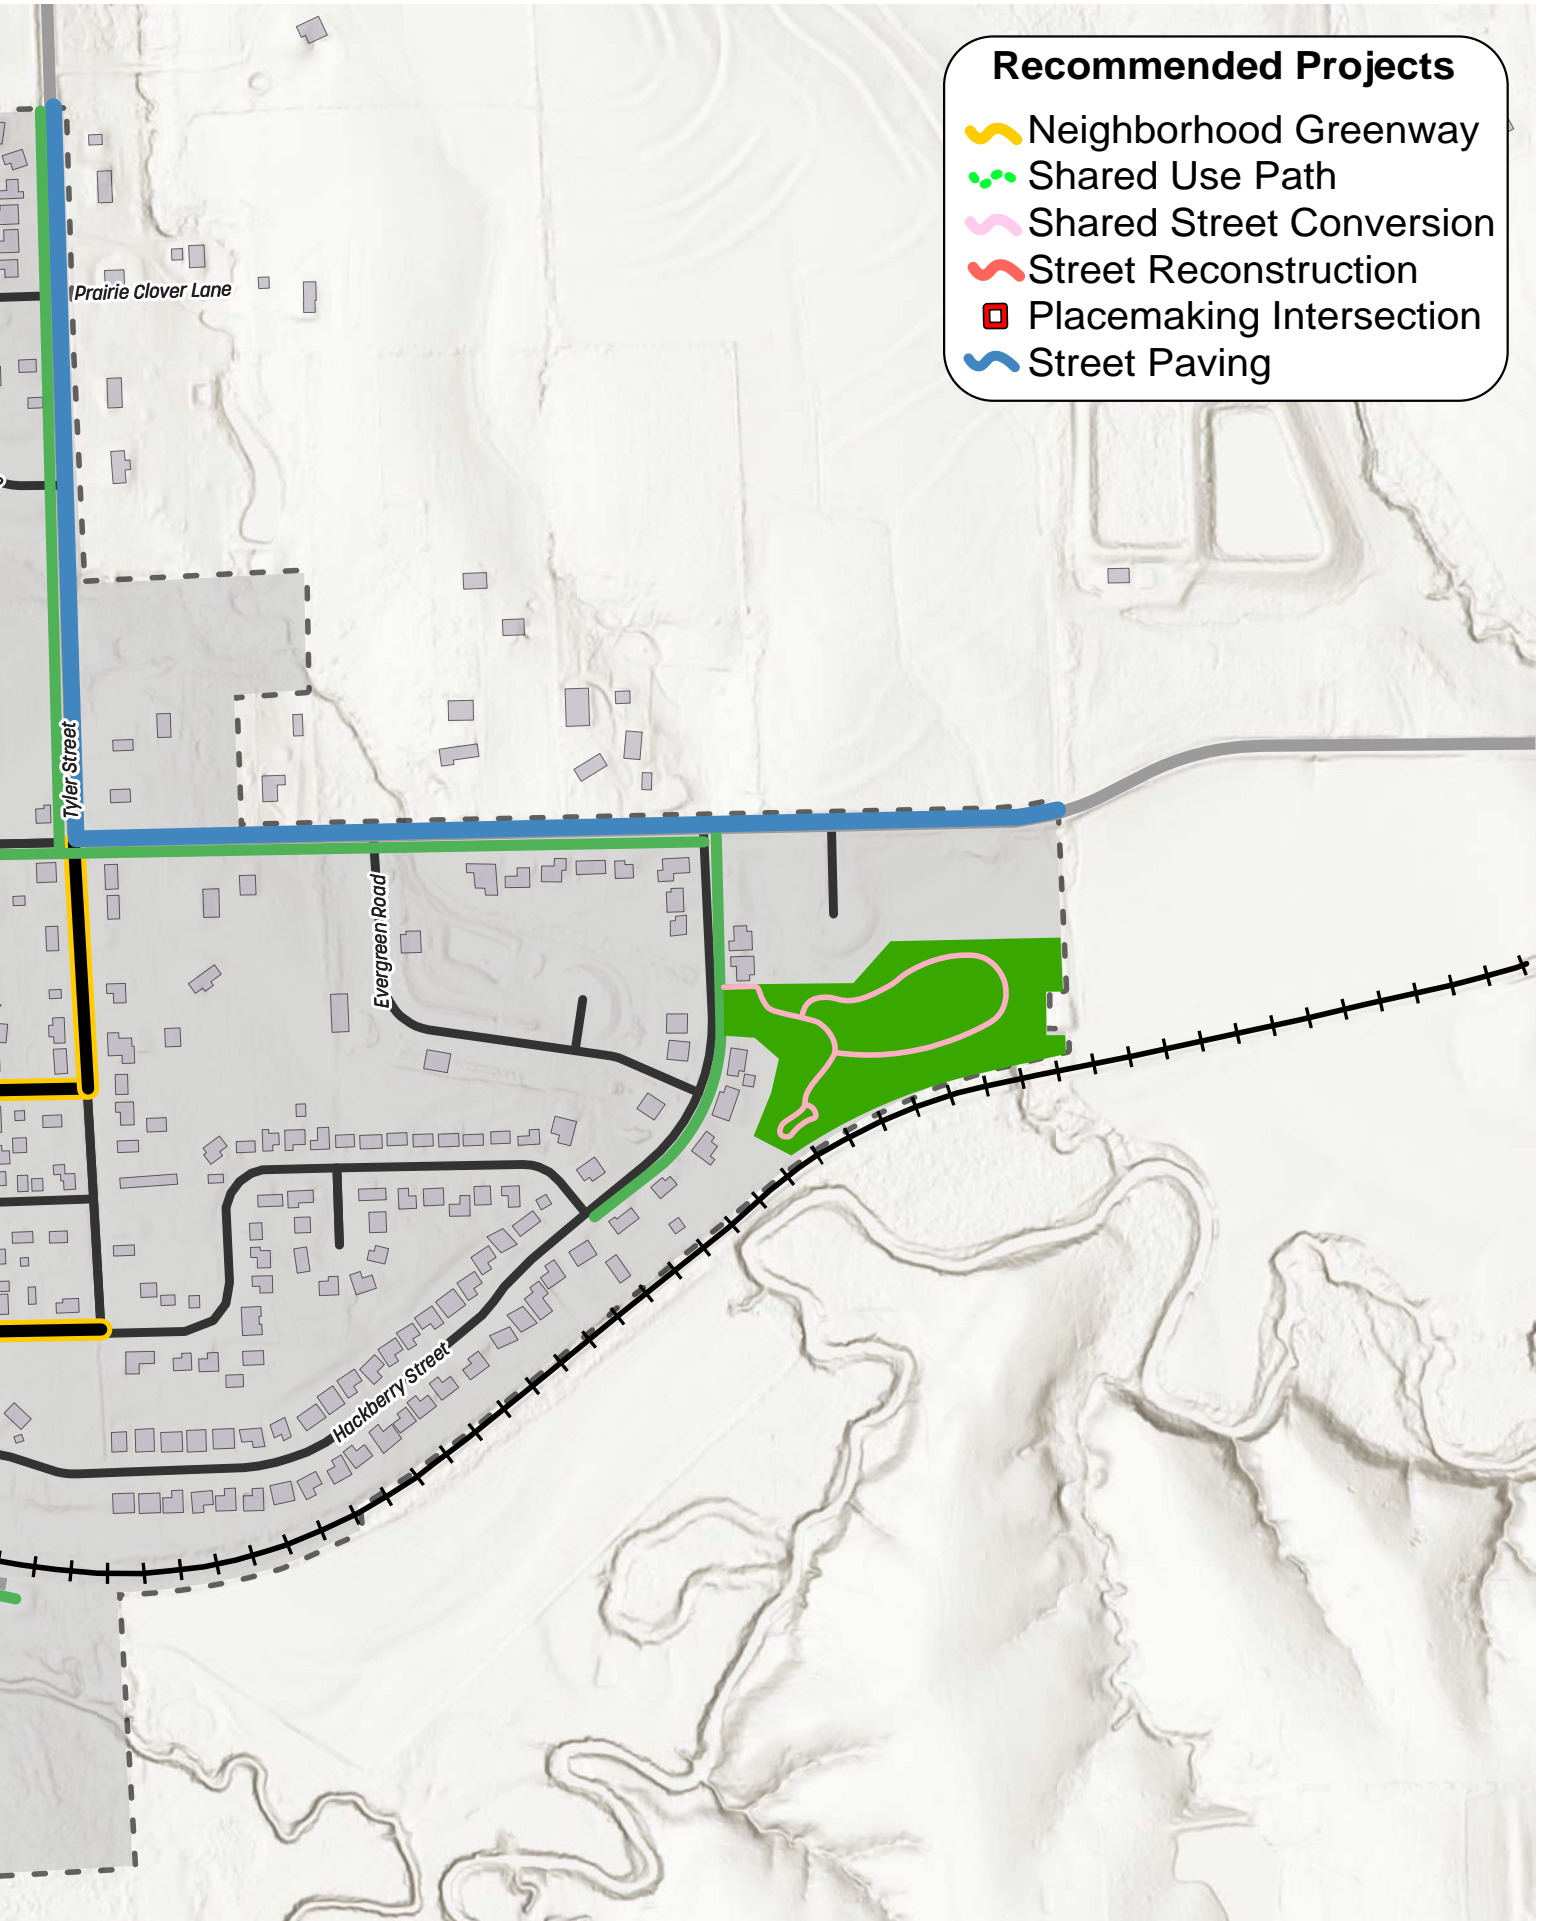 Recommended Projects
Neighborhood Greenway
Shared Use Path
Shared Street Conversion
Street Reconstruction
Placemaking Intersection
Street Paving
Prairie Clover Lane
Tyler Street
Evergreen Road
Hackberry Street